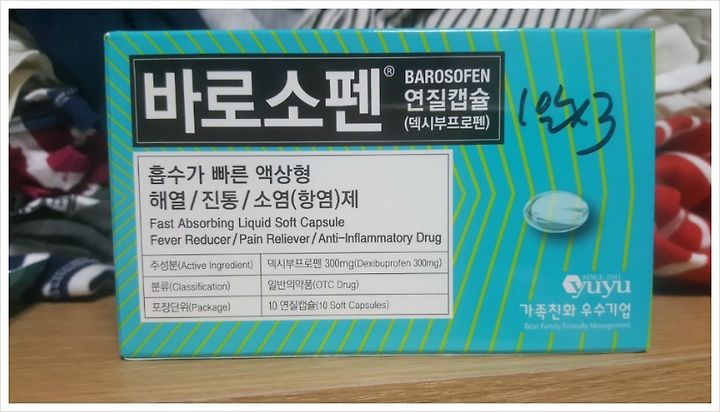 바로소펜®
BAROSOFEN
연질캡슐
(덱시부프로펜)
1일x3
흡수가 빠른 액상형
해열/진통/소염(항염)제
Fast Absorbing Liquid Soft Capsule
Fever Reducer/Pain Reliever/Anti-Inflammatory Drug
주성분(Active Ingredient) 덱시부프로펜 300mg(Dexibuprofen 300mg)
분류(Classification) 일반의약품(OTC Drug)
포장단위(Package) 10 연질캡슐(10 Soft Capsules)
SINCE 1941
yuyu
가족친화 우수기업
Best Family Friendly Management